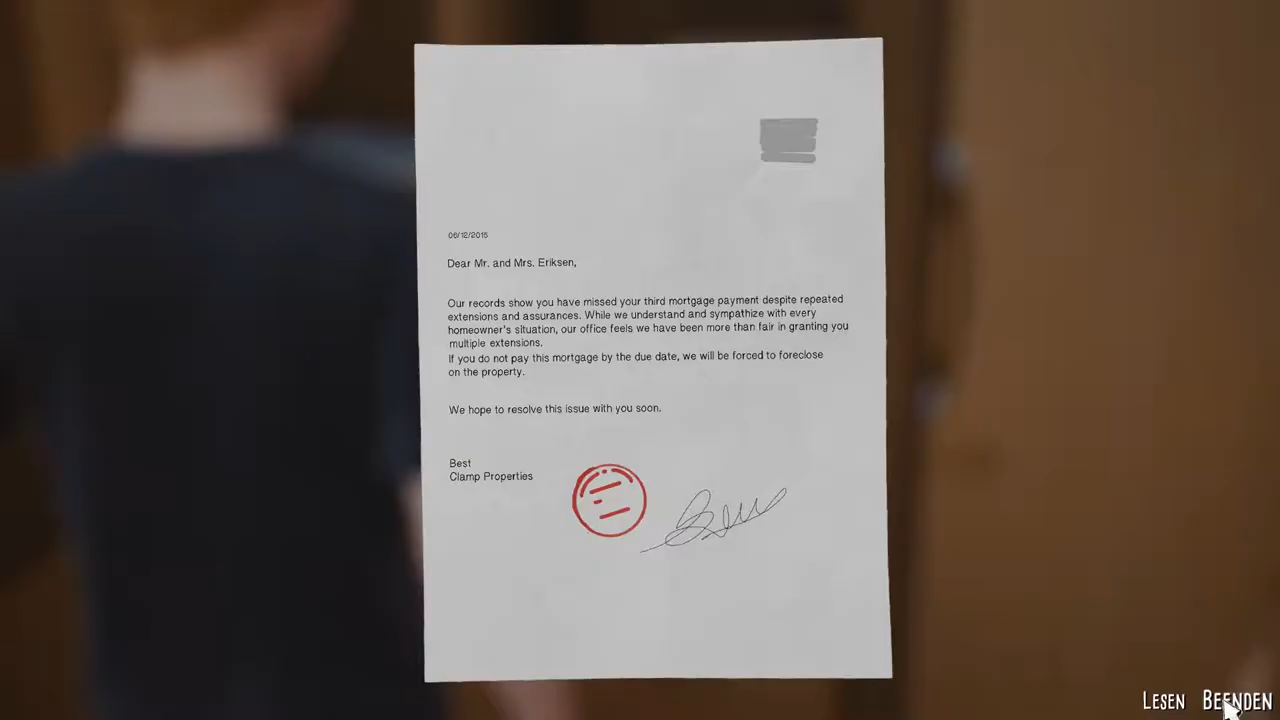 06/12/2015
Dear Mr. and Mrs. Eriksen,
Our records show you have missed your third mortgage payment despite repeated
extensions and assurances. While we understand and sympathize with every
homeowner's situation, our office feels we have been more than fair in granting you
multiple extensions.
If you do not pay this mortgage by the due date, we will be forced to foreclose
on the property.
We hope to resolve this issue with you soon.
Best
Clamp Properties
Lesen Beenden